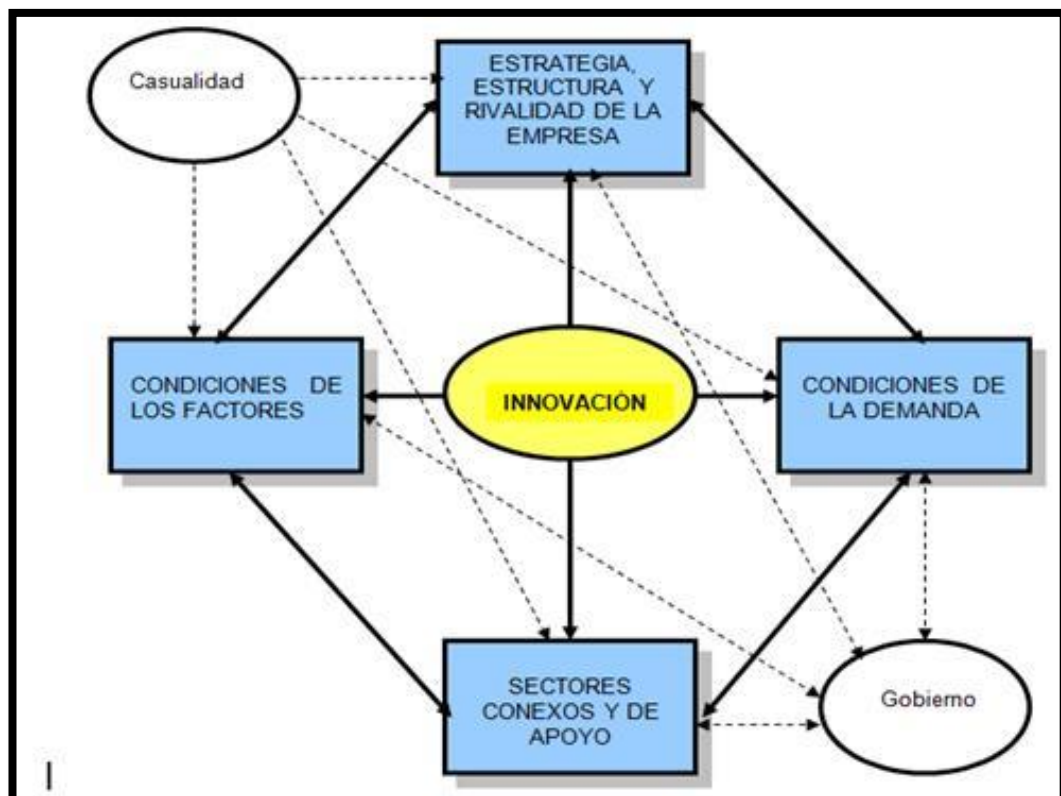 Casualidad
ESTRATEGIA,
ESTRUCTURA Y
RIVALIDAD DE LA
EMPRESA
CONDICIONES DE
LOS FACTORES
INNOVACIÓN
CONDICIONES DE
LA DEMANDA
SECTORES
CONEXOS Y DE
APOYO
Gobierno